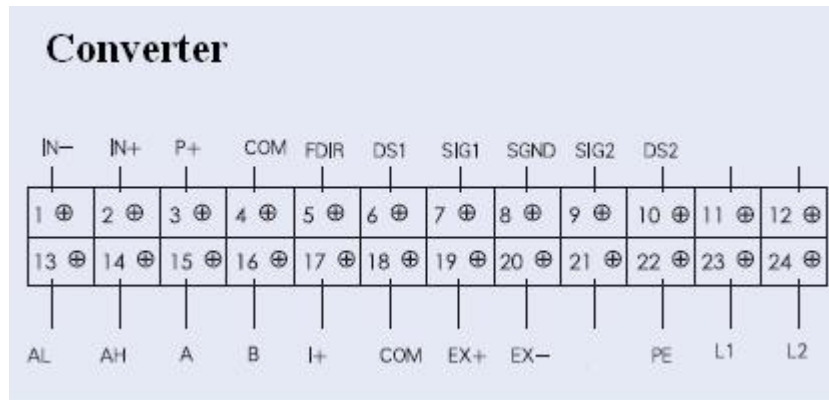 Converter
IN− IN+ P+ COM FDIR DS1 SIG1 SGND SIG2 DS2
1 2 3 4 5 6 7 8 9 10 11 12
13 14 15 16 17 18 19 20 21 22 23 24
AL AH A B I+ COM EX+ EX− PE L1 L2